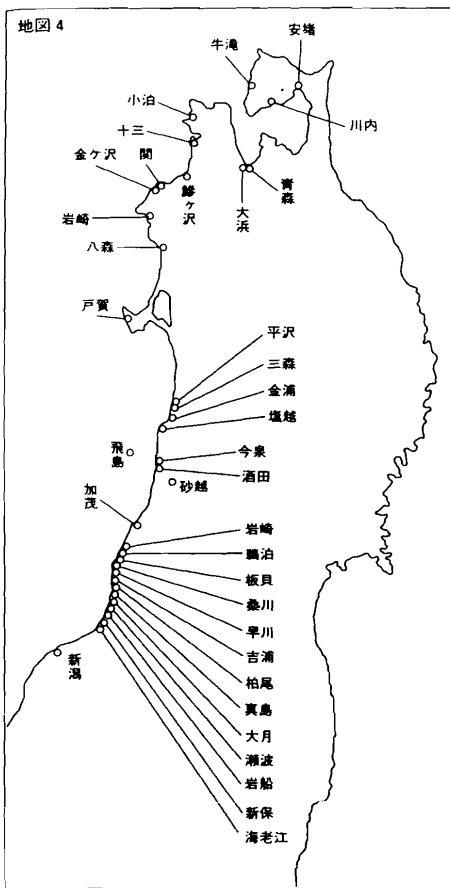 地図4
牛滝
安堵
川内
小泊
十三
金ケ沢
関
鰺ケ沢
大浜
青森
岩崎
八森
戸賀
平沢
三森
金浦
塩越
飛島
今泉
酒田
砂越
加茂
岩崎
鵜泊
板貝
桑川
早川
吉浦
柏尾
真島
大月
瀬波
岩船
新保
海老江
新潟